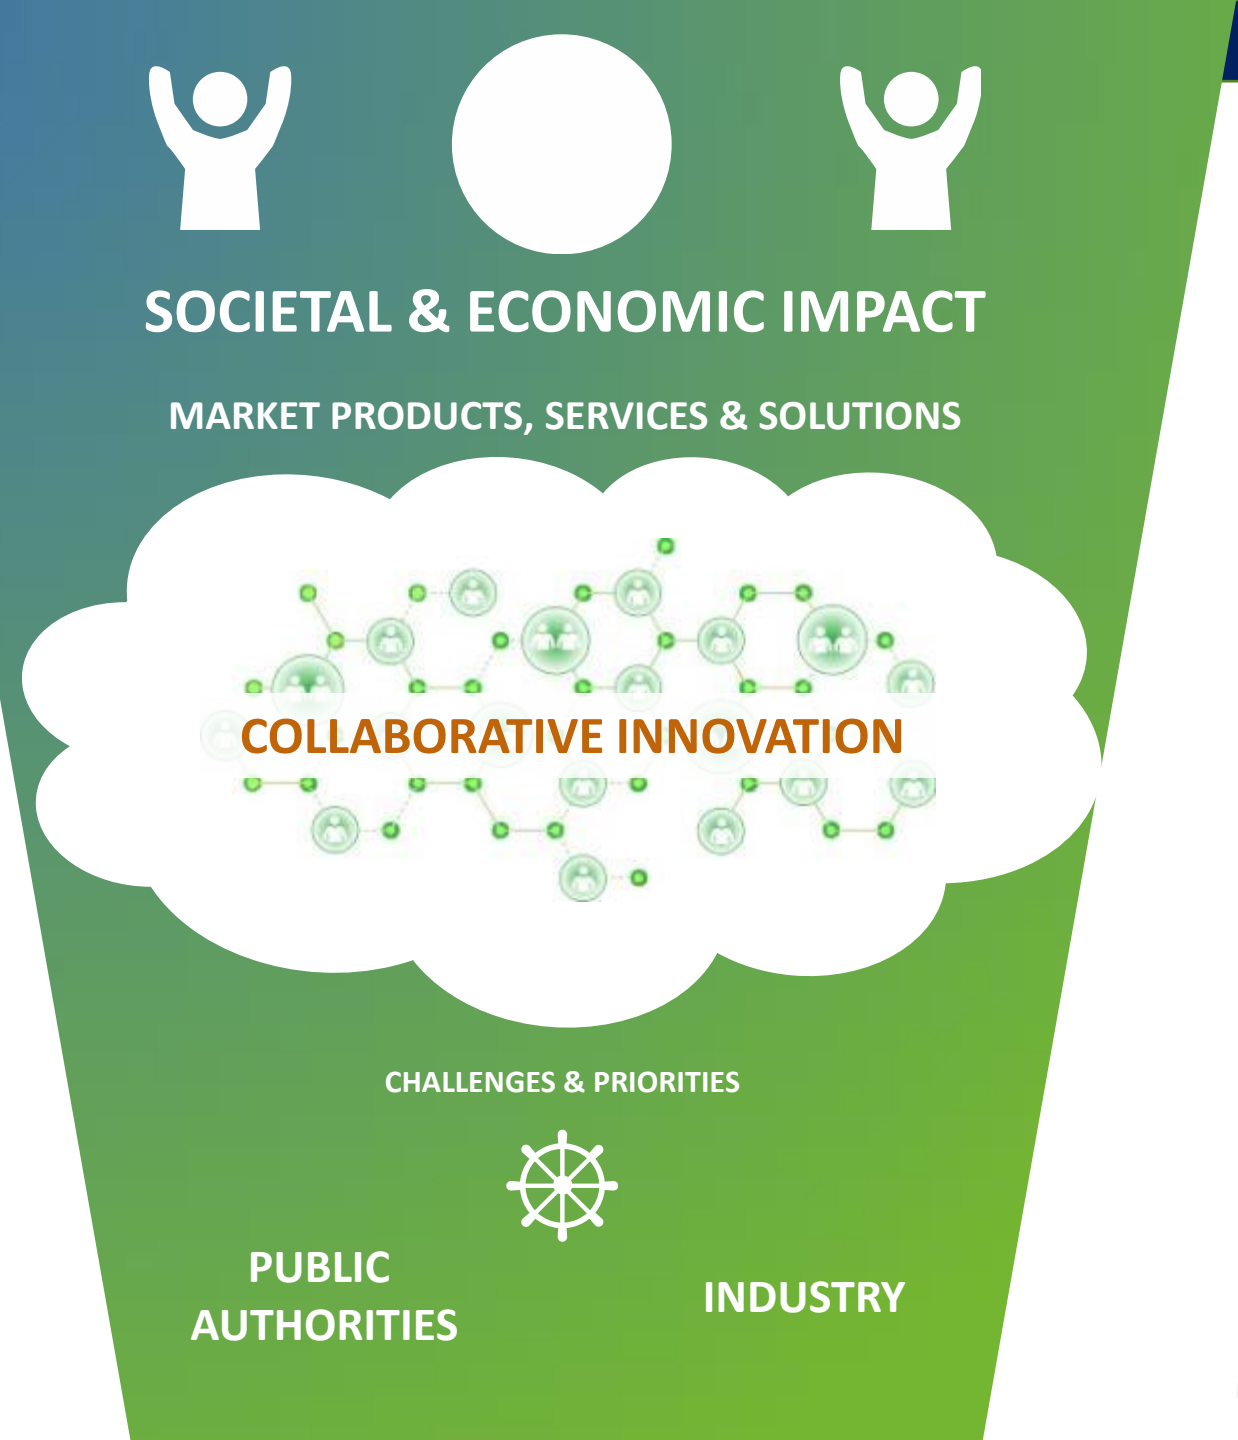 SOCIETAL & ECONOMIC IMPACT
MARKET PRODUCTS, SERVICES & SOLUTIONS
COLLABORATIVE INNOVATION
CHALLENGES & PRIORITIES
PUBLIC
AUTHORITIES
INDUSTRY